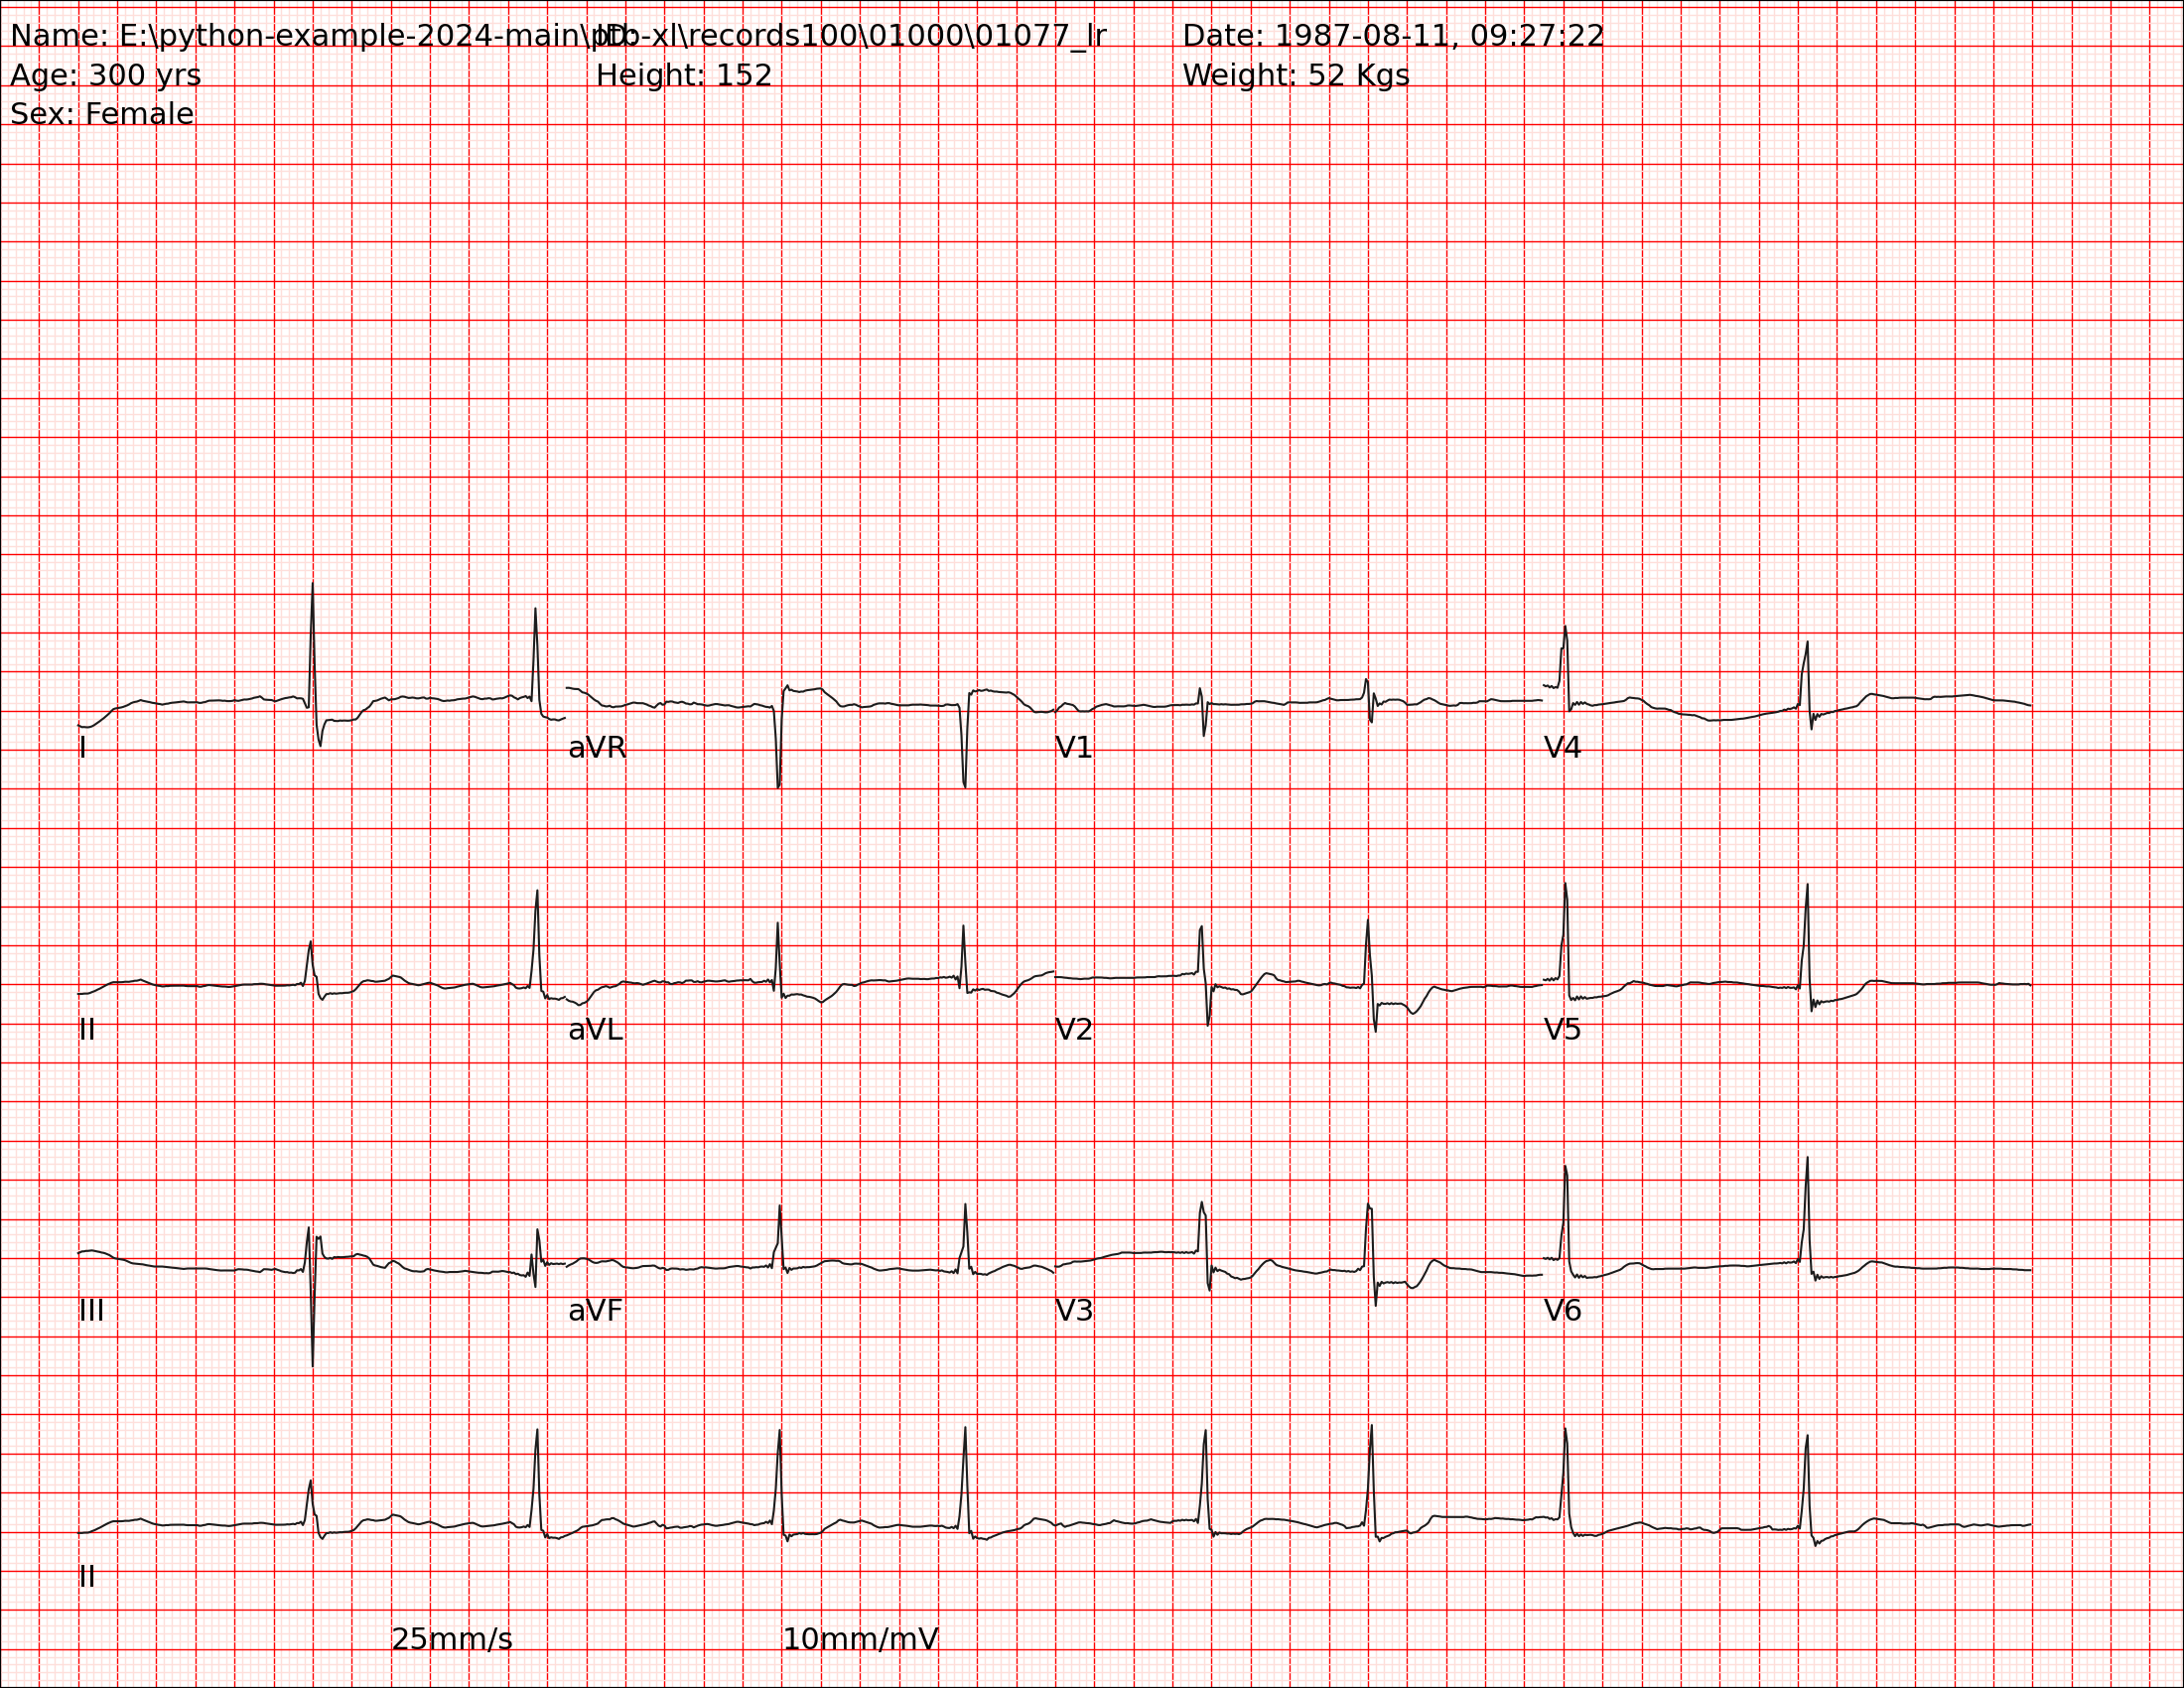 Name: E:\python-example-2024-main\ptb-xl\records100\01000\01077_lr ID: Date: 1987-08-11, 09:27:22
Age: 300 yrs Height: 152 Weight: 52 Kgs
Sex: Female
I aVR V1 V4
II aVL V2 V5
III aVF V3 V6
II
25mm/s 10mm/mV